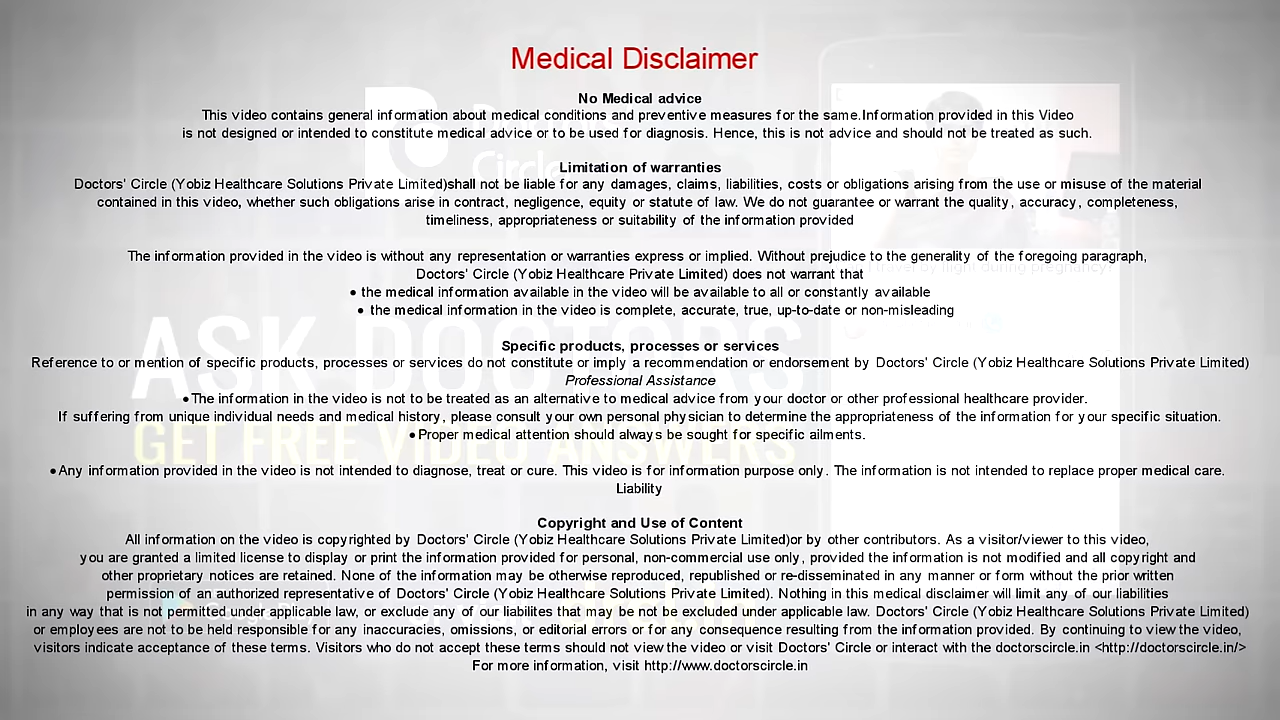 Medical Disclaimer
No Medical advice
This video contains general information about medical conditions and preventive measures for the same.Information provided in this Video
is not designed or intended to constitute medical advice or to be used for diagnosis. Hence, this is not advice and should not be treated as such.
Limitation of warranties
Doctors' Circle (Yobiz Healthcare Solutions Private Limited)shall not be liable for any damages, claims, liabilities, costs or obligations arising from the use or misuse of the material
contained in this video, whether such obligations arise in contract, negligence, equity or statute of law. We do not guarantee or warrant the quality, accuracy, completeness,
timeliness, appropriateness or suitability of the information provided
The information provided in the video is without any representation or warranties express or implied. Without prejudice to the generality of the foregoing paragraph,
Doctors' Circle (Yobiz Healthcare Private Limited) does not warrant that
• the medical information available in the video will be available to all or constantly available
• the medical information in the video is complete, accurate, true, up-to-date or non-misleading
Specific products, processes or services
Reference to or mention of specific products, processes or services do not constitute or imply a recommendation or endorsement by Doctors' Circle (Yobiz Healthcare Solutions Private Limited)
Professional Assistance
•The information in the video is not to be treated as an alternative to medical advice from your doctor or other professional healthcare provider.
If suffering from unique individual needs and medical history, please consult your own personal physician to determine the appropriateness of the information for your specific situation.
•Proper medical attention should always be sought for specific ailments.
•Any information provided in the video is not intended to diagnose, treat or cure. This video is for information purpose only. The information is not intended to replace proper medical care.
Liability
Copyright and Use of Content
All information on the video is copyrighted by Doctors' Circle (Yobiz Healthcare Solutions Private Limited)or by other contributors. As a visitor/viewer to this video,
you are granted a limited license to display or print the information provided for personal, non-commercial use only, provided the information is not modified and all copyright and
other proprietary notices are retained. None of the information may be otherwise reproduced, republished or re-disseminated in any manner or form without the prior written
permission of an authorized representative of Doctors' Circle (Yobiz Healthcare Solutions Private Limited). Nothing in this medical disclaimer will limit any of our liabilities
in any way that is not permitted under applicable law, or exclude any of our liabilites that may be not be excluded under applicable law. Doctors' Circle (Yobiz Healthcare Solutions Private Limited)
or employees are not to be held responsible for any inaccuracies, omissions, or editorial errors or for any consequence resulting from the information provided. By continuing to view the video,
visitors indicate acceptance of these terms. Visitors who do not accept these terms should not view the video or visit Doctors' Circle or interact with the doctorscircle.in <http://doctorscircle.in/>
For more information, visit http://www.doctorscircle.in
Circle
travel by flight during pregnancy?
ASK DOCTORS
GET FREE VIDEO ANSWERS
Google Play